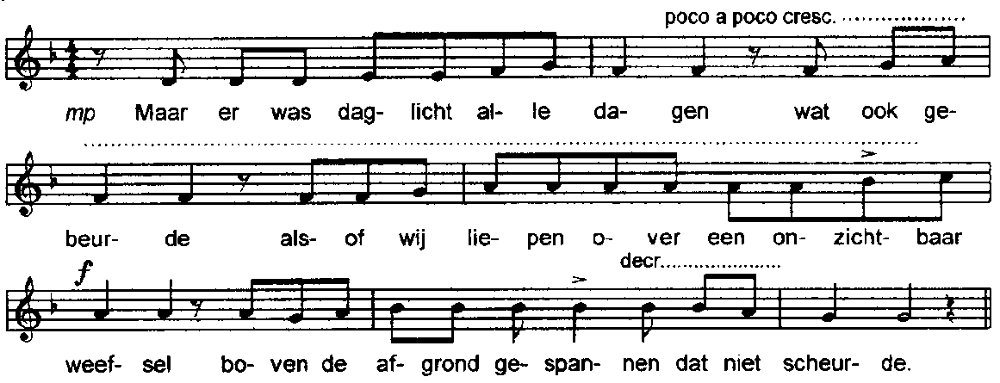 poco a poco cresc. ....................
mp Maar er was dag- licht al- le da- gen wat ook ge-
beur- de als- of wij lie- pen o- ver een on- zicht- baar
f decr....................
weef- sel bo- ven de af- grond ge- span- nen dat niet scheur- de.